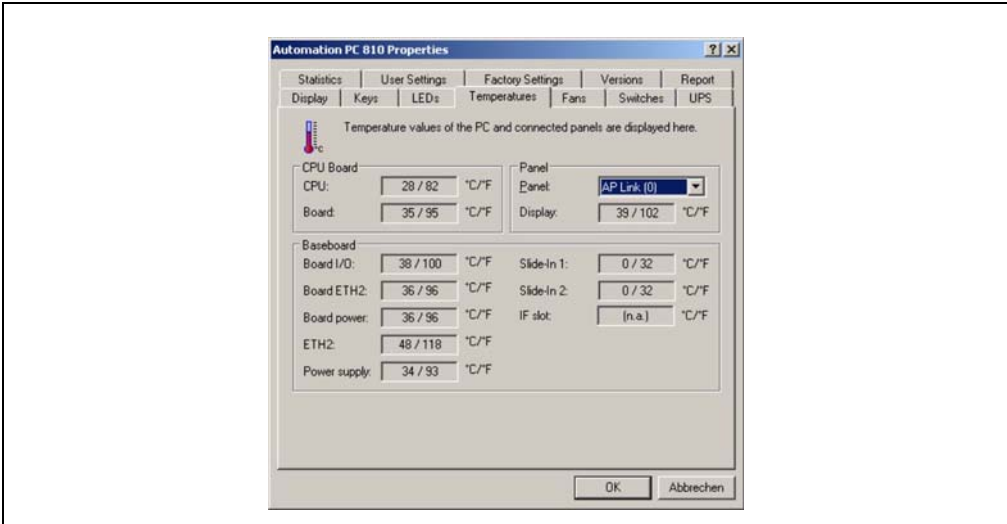 Automation PC 810 Properties
Statistics User Settings Factory Settings Versions Report
Display Keys LEDs Temperatures Fans Switches UPS
Temperature values of the PC and connected panels are displayed here.
°C
CPU Board
CPU: 28 / 82 °C/°F
Board: 35 / 95 °C/°F
Panel
Panel: AP Link (0)
Display: 39 / 102 °C/°F
Baseboard
Board I/O: 38 / 100 °C/°F
Board ETH2: 36 / 96 °C/°F
Board power: 36 / 96 °C/°F
ETH2: 48 / 118 °C/°F
Power supply: 34 / 93 °C/°F
Slide-In 1: 0 / 32 °C/°F
Slide-In 2: 0 / 32 °C/°F
IF slot: (n.a.) °C/°F
OK Abbrechen